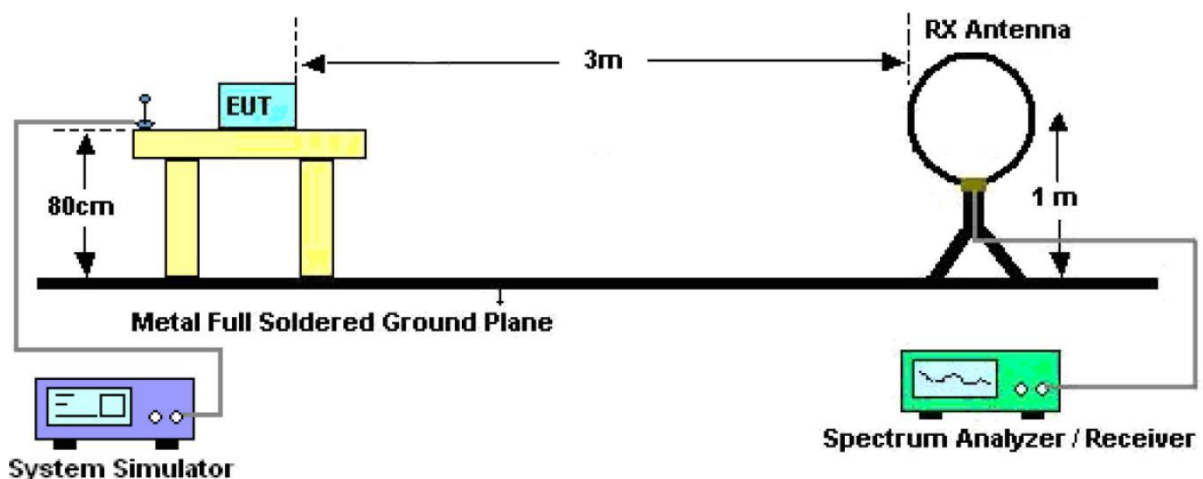 RX Antenna
3m
EUT
80cm
1 m
Metal Full Soldered Ground Plane
System Simulator
Spectrum Analyzer / Receiver